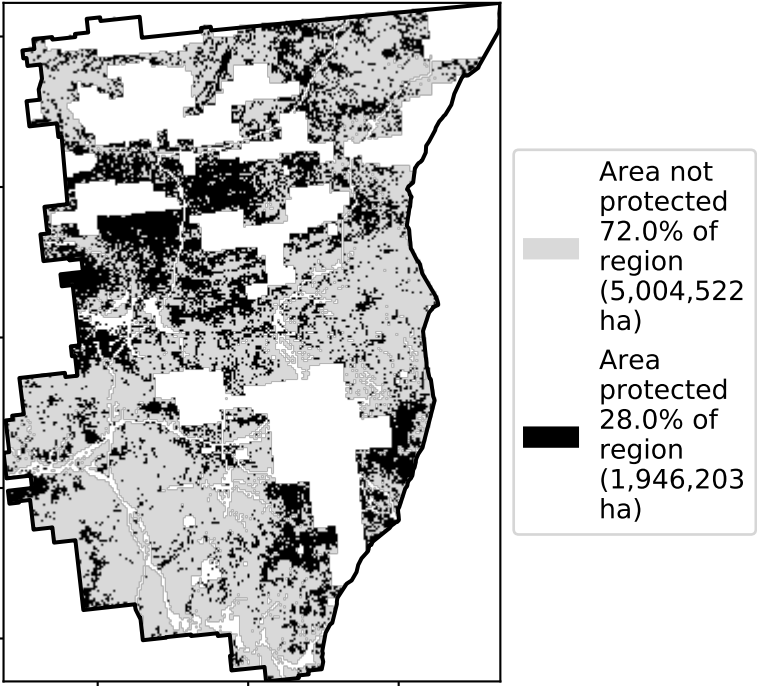 Area not
protected
72.0% of
region
(5,004,522
ha)
Area
protected
28.0% of
region
(1,946,203
ha)